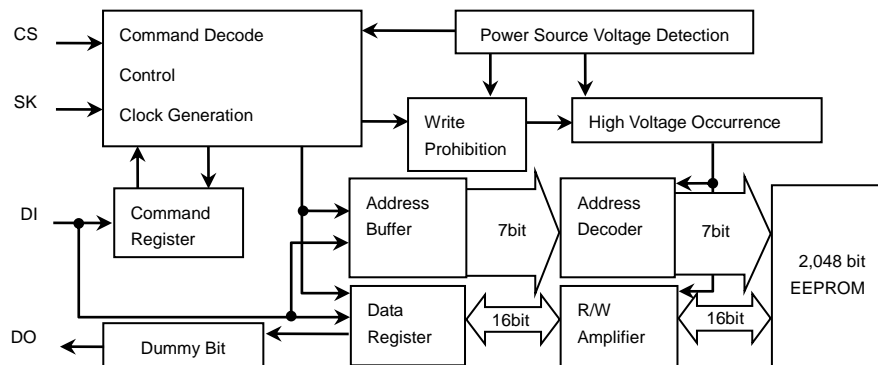 CS
Command Decode
Control
Clock Generation
Power Source Voltage Detection
SK
Write
Prohibition
High Voltage Occurrence
DI
Command
Register
Address
Buffer
7bit
Address
Decoder
7bit
2,048 bit
EEPROM
DO
Dummy Bit
Data
Register
16bit
R/W
Amplifier
16bit